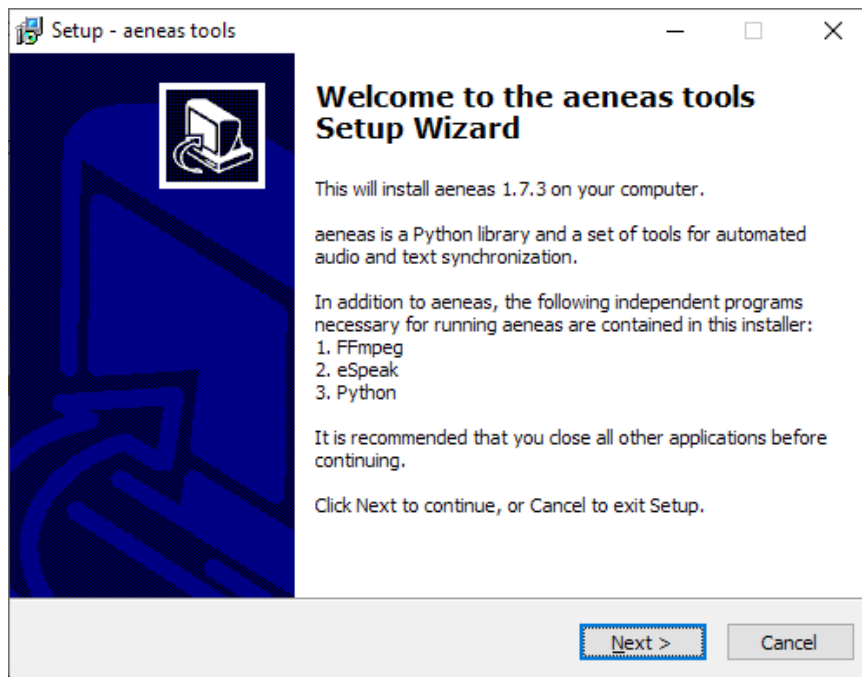 Setup - aeneas tools
Welcome to the aeneas tools
Setup Wizard
This will install aeneas 1.7.3 on your computer.
aeneas is a Python library and a set of tools for automated
audio and text synchronization.
In addition to aeneas, the following independent programs
necessary for running aeneas are contained in this installer:
1. FFmpeg
2. eSpeak
3. Python
It is recommended that you close all other applications before
continuing.
Click Next to continue, or Cancel to exit Setup.
Next >
Cancel